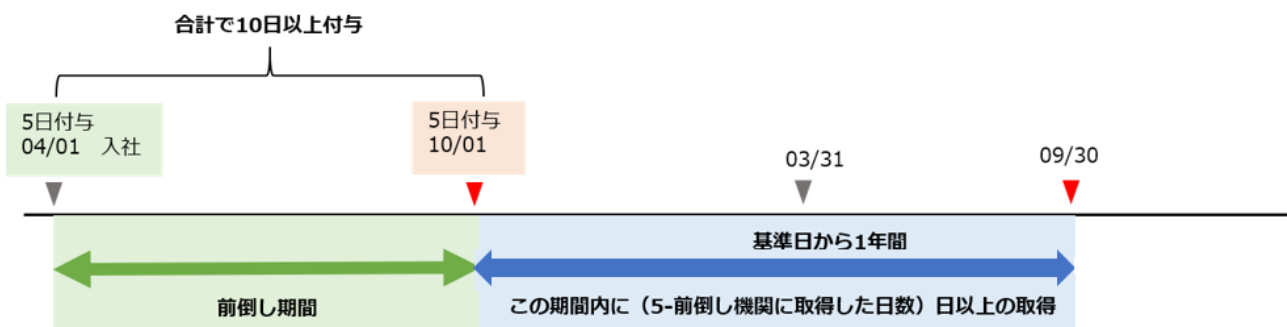 合計で10日以上付与
5日付与
04/01 入社
5日付与
10/01
03/31
09/30
基準日から1年間
前倒し期間
この期間内に（5-前倒し機関に取得した日数）日以上の取得